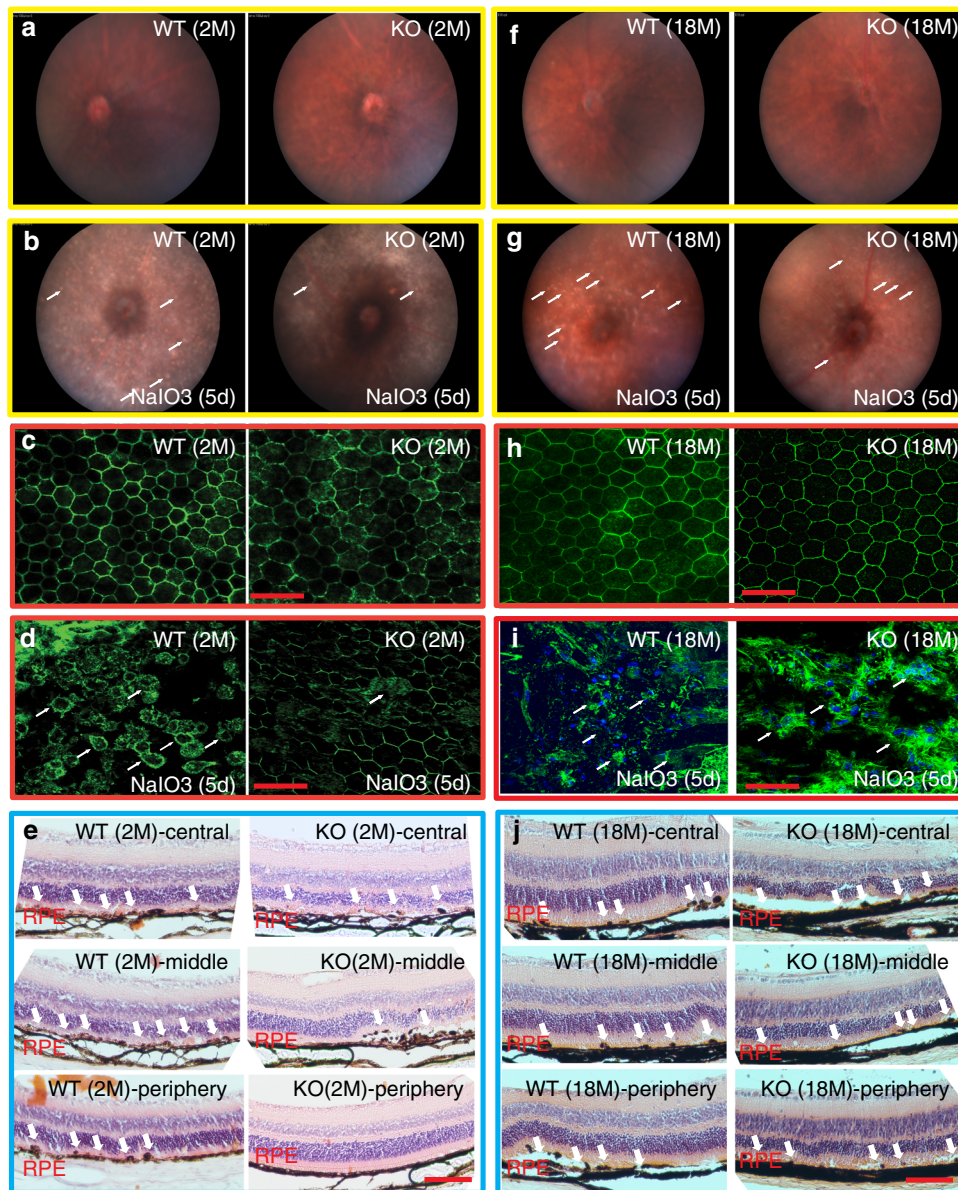 a WT (2M) KO (2M)
f WT (18M) KO (18M)
b WT (2M) KO (2M)
NaIO3 (5d) NaIO3 (5d)
g WT (18M) KO (18M)
NaIO3 (5d) NaIO3 (5d)
c WT (2M) KO (2M)
h WT (18M) KO (18M)
d WT (2M) KO (2M)
NaIO3 (5d) NaIO3 (5d)
i WT (18M) KO (18M)
NaIO3 (5d) NaIO3 (5d)
e WT (2M)-central KO (2M)-central
RPE RPE
WT (2M)-middle KO(2M)-middle
RPE RPE
WT (2M)-periphery KO(2M)-periphery
RPE RPE
j WT (18M)-central KO (18M)-central
RPE RPE
WT (18M)-middle KO (18M)-middle
RPE RPE
WT (18M)-periphery KO (18M)-periphery
RPE RPE